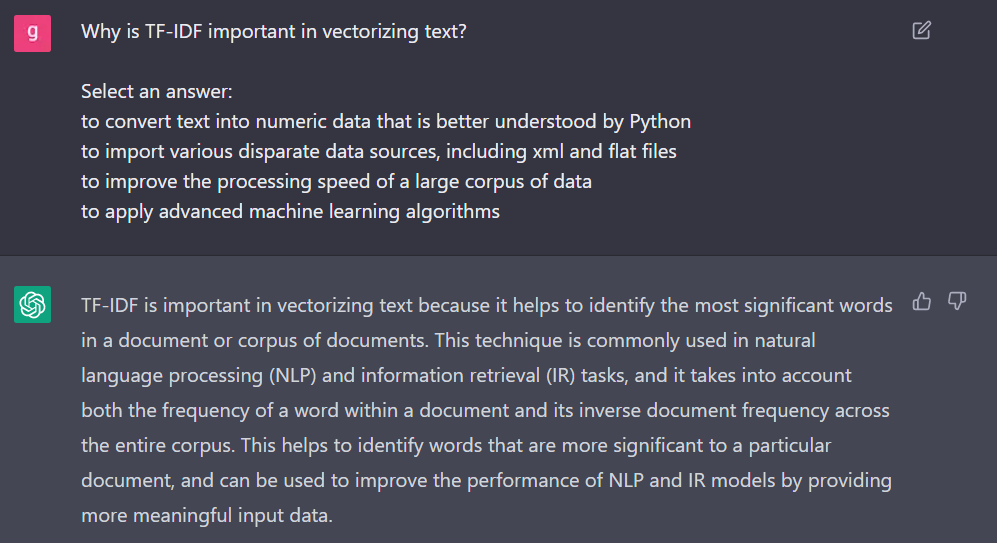 g
Why is TF-IDF important in vectorizing text?
Select an answer:
to convert text into numeric data that is better understood by Python
to import various disparate data sources, including xml and flat files
to improve the processing speed of a large corpus of data
to apply advanced machine learning algorithms
TF-IDF is important in vectorizing text because it helps to identify the most significant words
in a document or corpus of documents. This technique is commonly used in natural
language processing (NLP) and information retrieval (IR) tasks, and it takes into account
both the frequency of a word within a document and its inverse document frequency across
the entire corpus. This helps to identify words that are more significant to a particular
document, and can be used to improve the performance of NLP and IR models by providing
more meaningful input data.